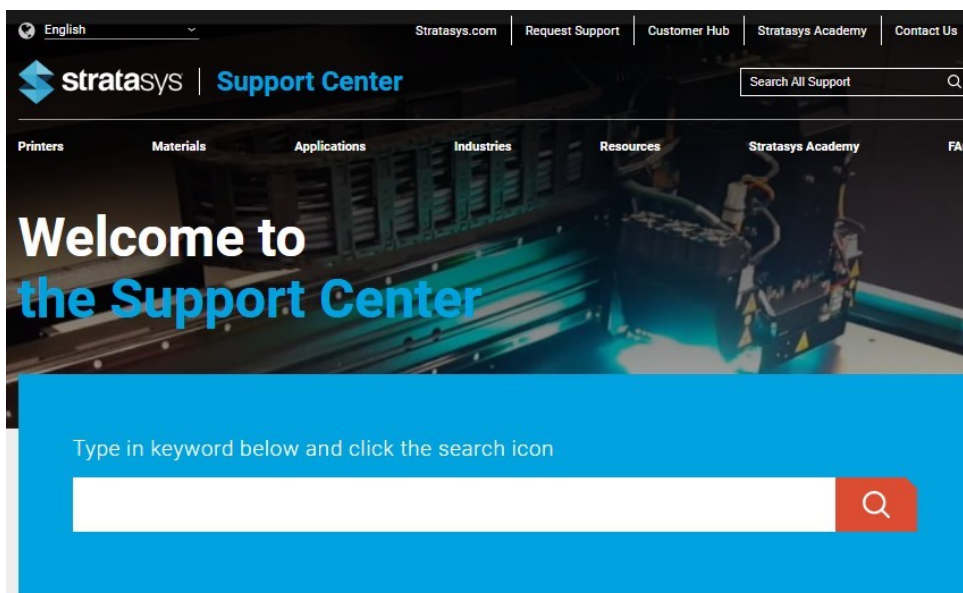 English
Stratasys.com Request Support Customer Hub Stratasys Academy Contact Us
stratasys Support Center
Search All Support
Printers Materials Applications Industries Resources Stratasys Academy FA
Welcome to
the Support Center
Type in keyword below and click the search icon